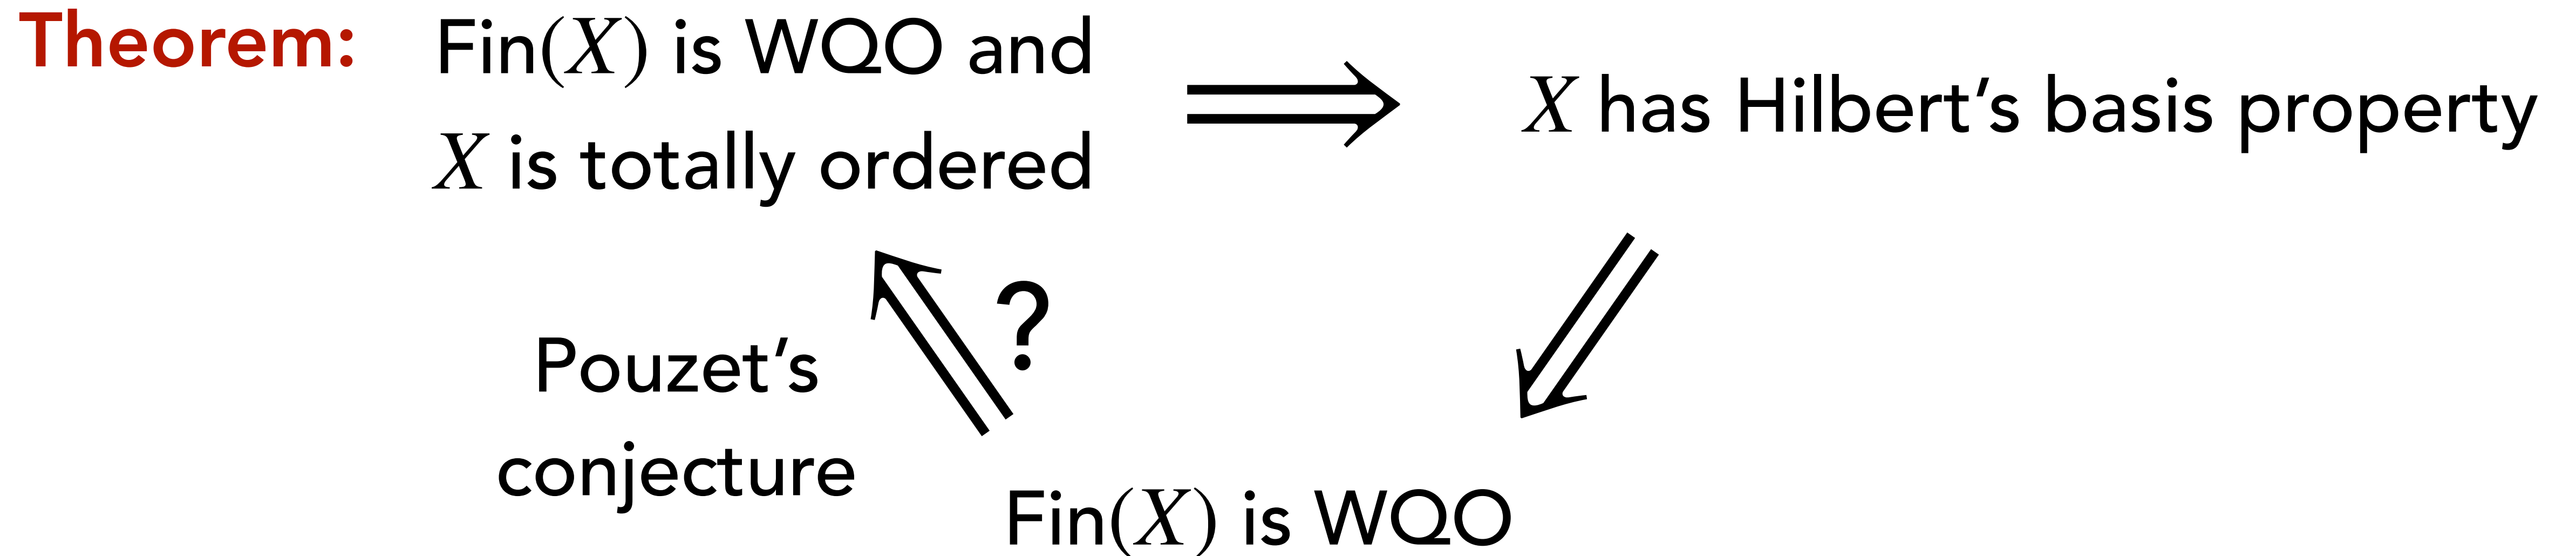 Theorem:
Fin(X) is WQO and
X is totally ordered
⟹
X has Hilbert’s basis property
?
Pouzet’s
conjecture
Fin(X) is WQO